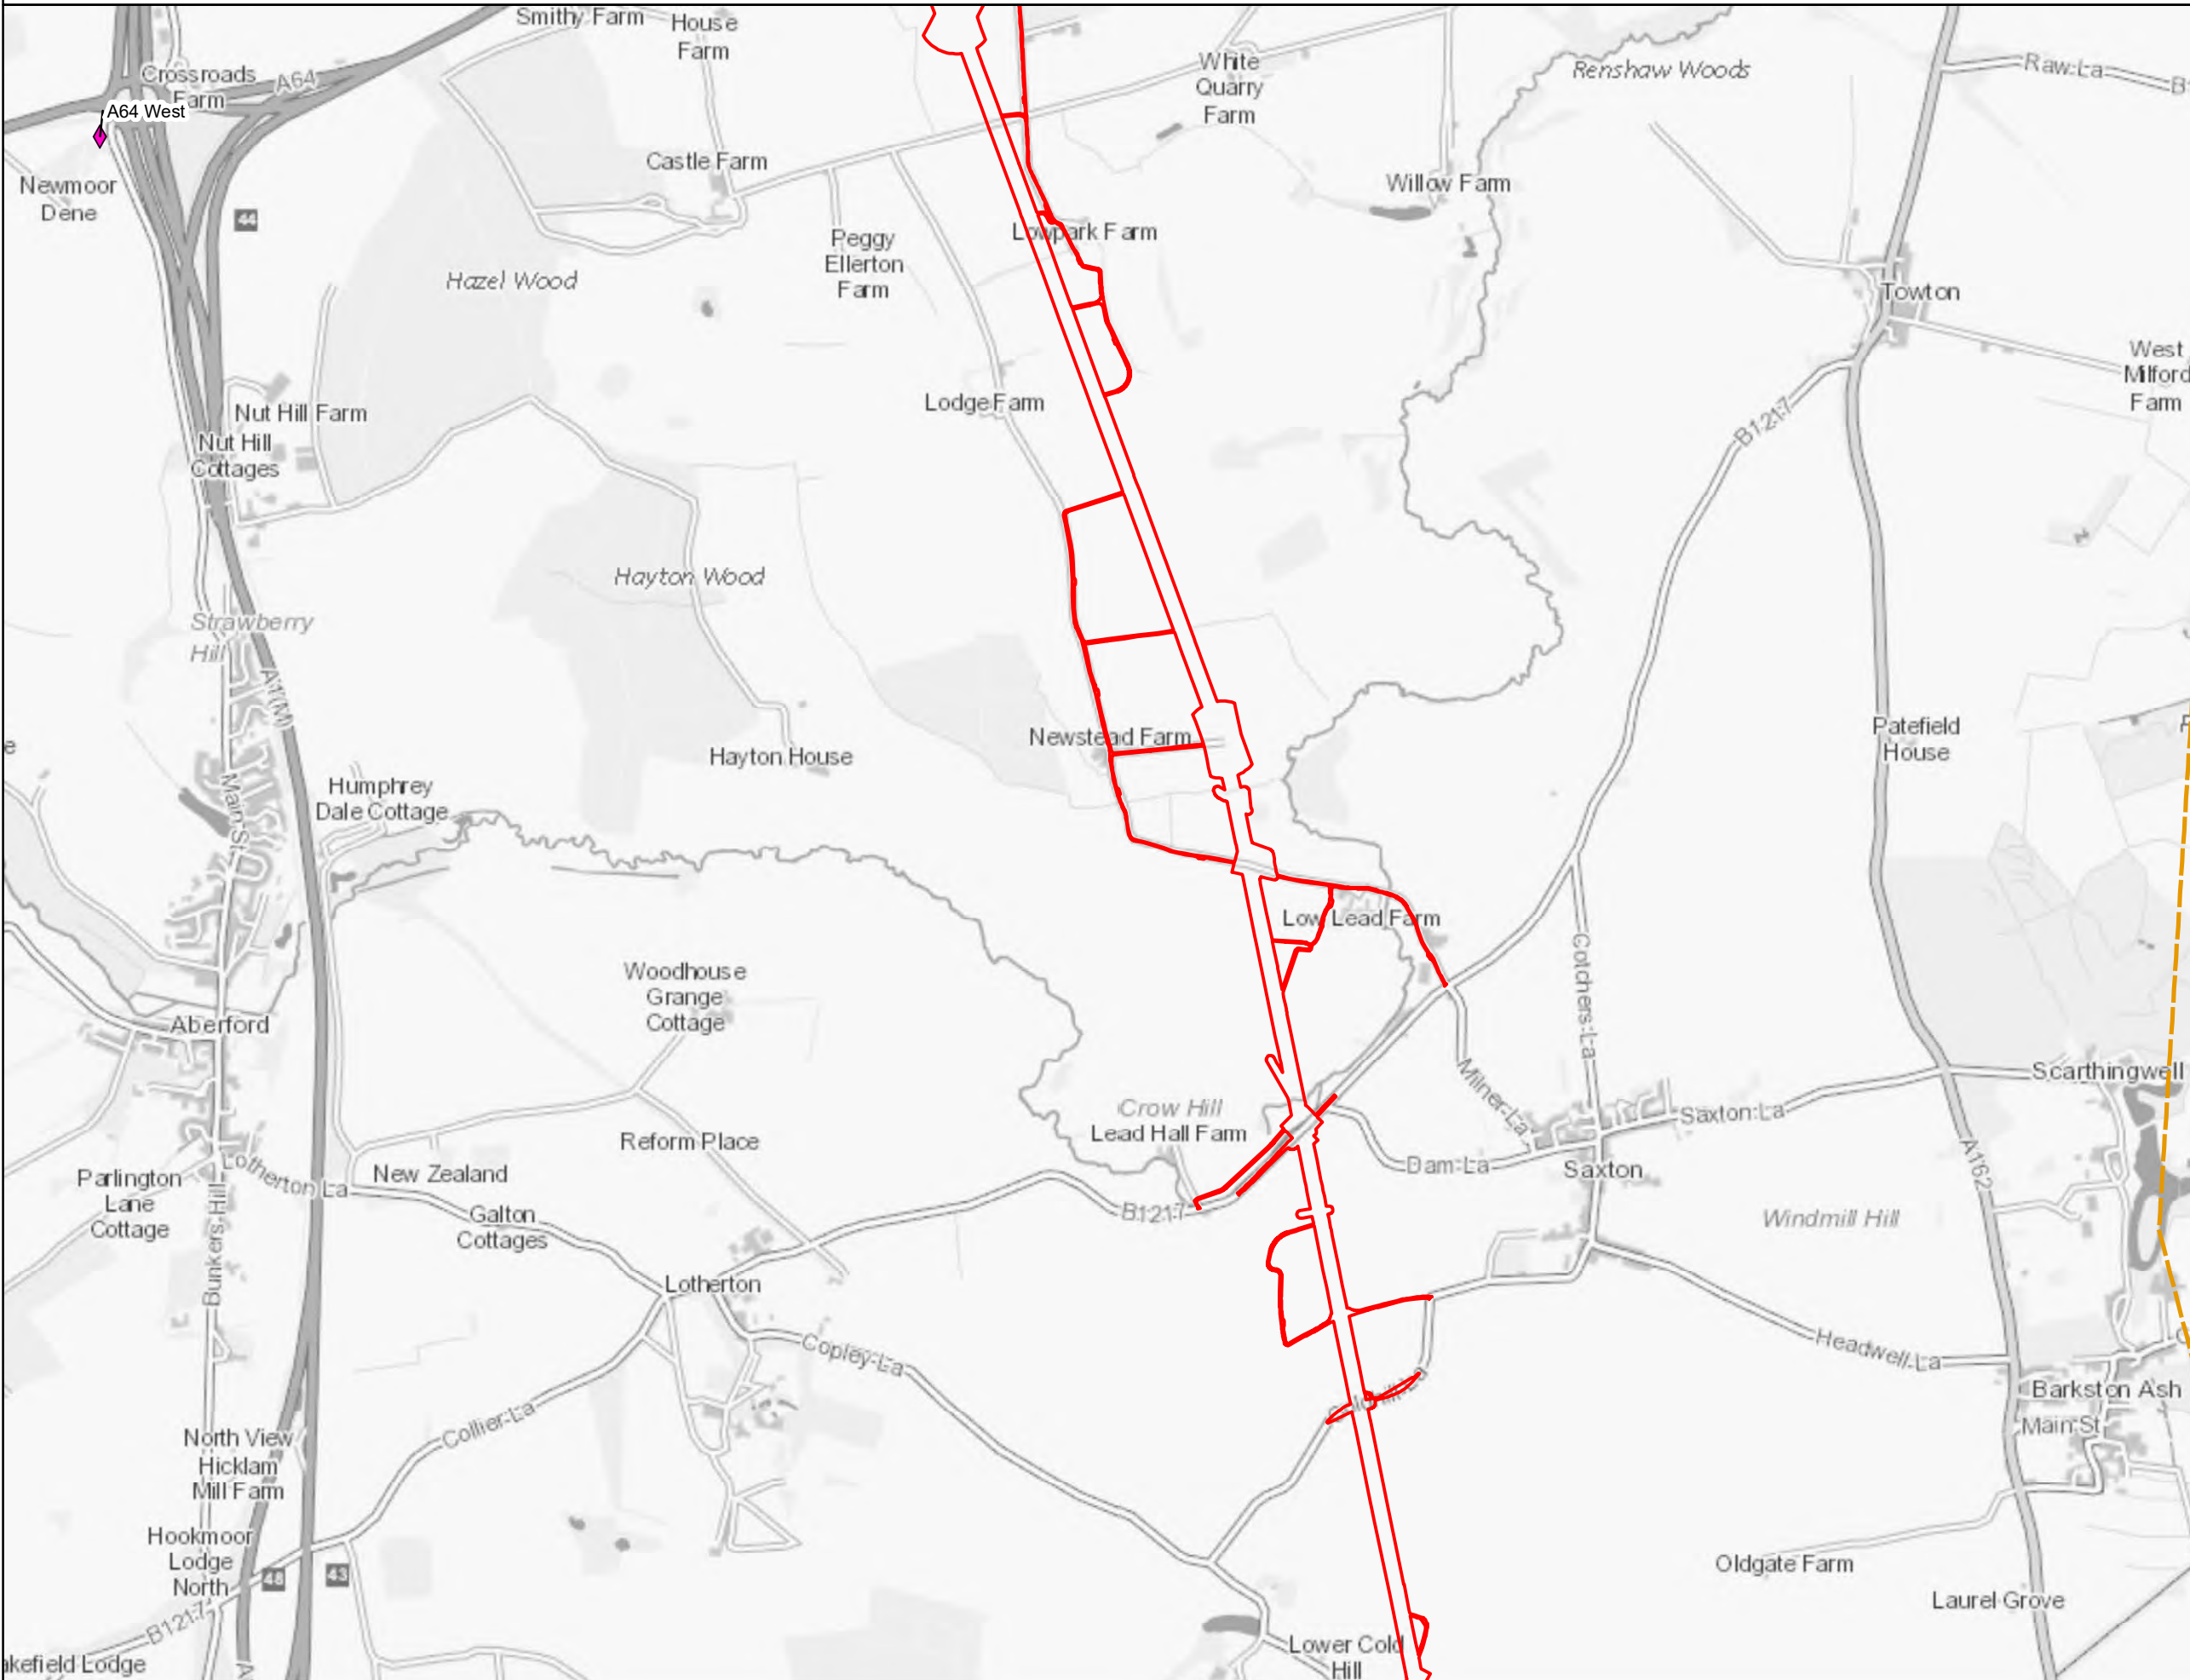 Smithy Farm
House
Farm
Crossroads
Farm
A64
A64 West
White
Quarry
Farm
Renshaw Woods
Raw La
Castle Farm
Newmoor
Dene
44
Willow Farm
Lowpark Farm
Peggy
Ellerton
Farm
Hazel Wood
Towton
West
Milford
Farm
Nut Hill Farm
Nut Hill
Cottages
Lodge Farm
B1217
Hayton Wood
Strawberry
Hill
A1(M)
Newstead Farm
Patefield
House
Hayton House
Humphrey
Dale Cottage
Main St
Low Lead Farm
Cotchers La
Woodhouse
Grange
Cottage
Aberford
Scarthingwell
Milner La
Crow Hill
Lead Hall Farm
Saxton La
Reform Place
Lotherton La
New Zealand
Dam La
Saxton
A162
Parlington
Lane
Cottage
Bunkers Hill
Galton
Cottages
B1217
Windmill Hill
Lotherton
Copley La
Headwell La
Coldhill La
Barkston Ash
Main St
Collier La
North View
Hicklam
Mill Farm
Hookmoor
Lodge
North
48
43
Oldgate Farm
Laurel Grove
B1217
akefield Lodge
Lower Cold
Hill